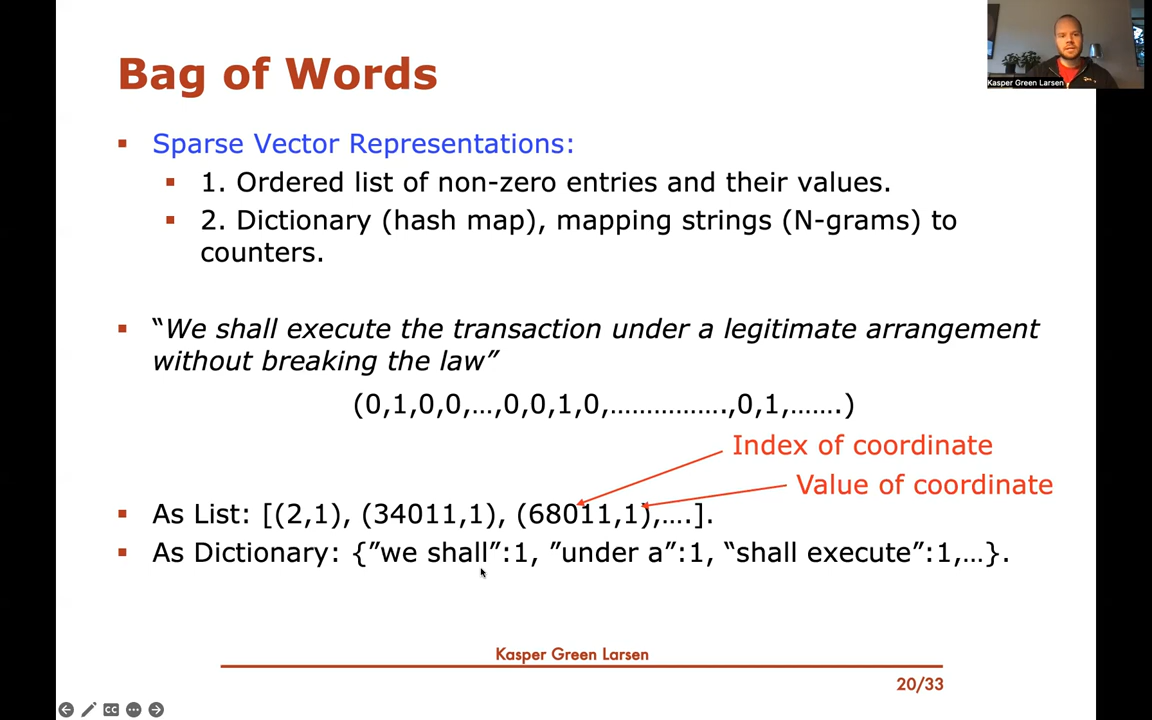 Bag of Words
Kasper Green Larsen
Sparse Vector Representations:
1. Ordered list of non-zero entries and their values.
2. Dictionary (hash map), mapping strings (N-grams) to
counters.
“We shall execute the transaction under a legitimate arrangement
without breaking the law”
(0,1,0,0,…,0,0,1,0,…………….,0,1,…….)
Index of coordinate
Value of coordinate
As List: [(2,1), (34011,1), (68011,1),….].
As Dictionary: {”we shall”:1, ”under a”:1, “shall execute”:1,…}.
Kasper Green Larsen
20/33
CC